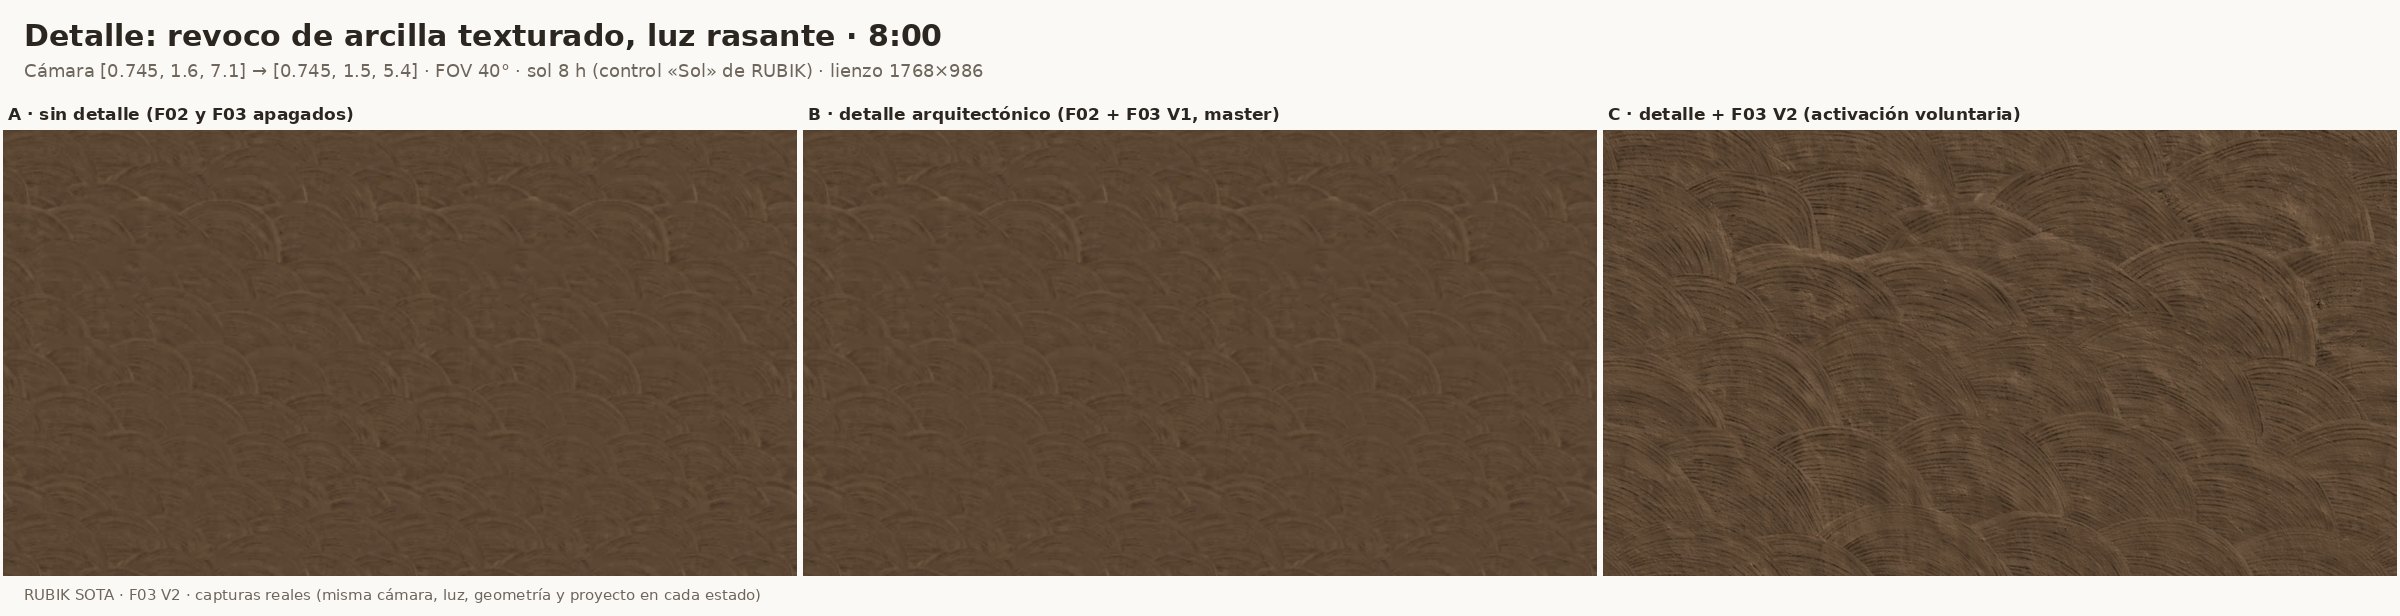 Detalle: revoco de arcilla texturado, luz rasante · 8:00
Cámara [0.745, 1.6, 7.1] → [0.745, 1.5, 5.4] · FOV 40° · sol 8 h (control «Sol» de RUBIK) · lienzo 1768×986
A · sin detalle (F02 y F03 apagados)
B · detalle arquitectónico (F02 + F03 V1, master)
C · detalle + F03 V2 (activación voluntaria)
RUBIK SOTA · F03 V2 · capturas reales (misma cámara, luz, geometría y proyecto en cada estado)